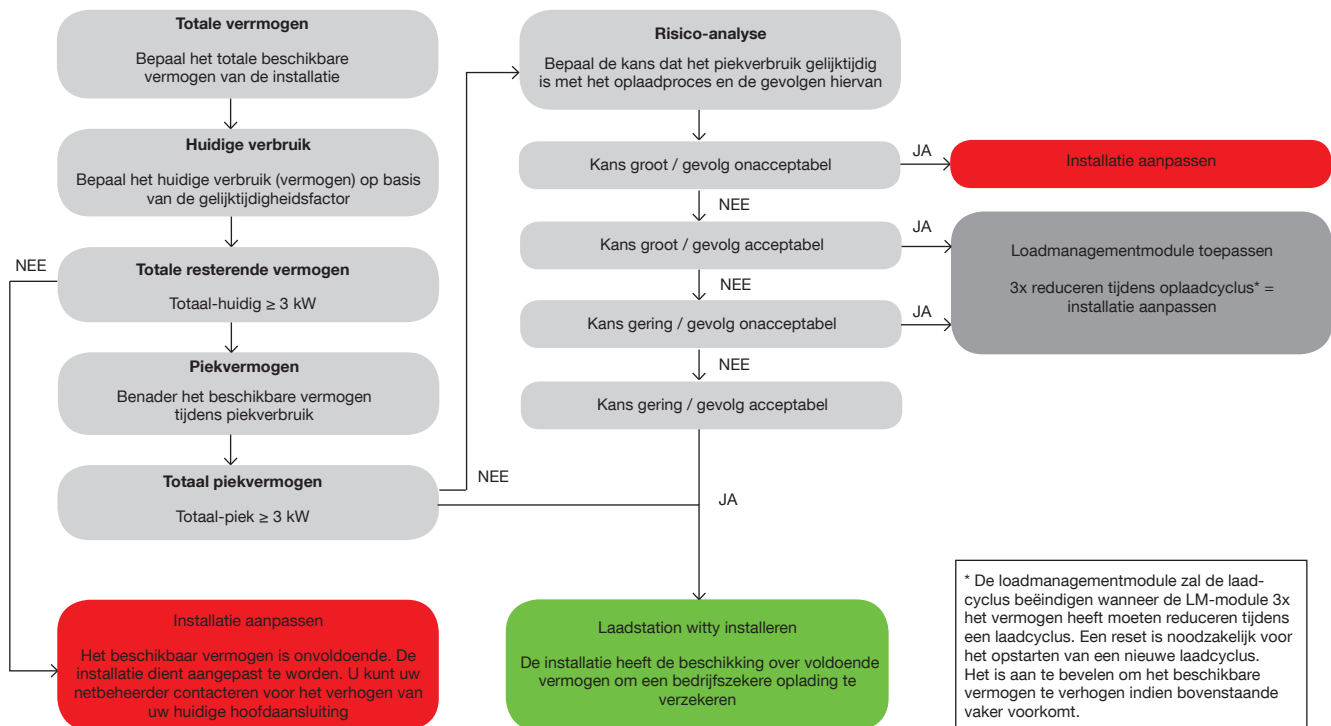 Totale verrmogen
Bepaal het totale beschikbare
vermogen van de installatie
Huidige verbruik
Bepaal het huidige verbruik (vermogen) op basis
van de gelijktijdigheidsfactor
NEE
Totale resterende vermogen
Totaal-huidig ≥ 3 kW
Piekvermogen
Benader het beschikbare vermogen
tijdens piekverbruik
Totaal piekvermogen
Totaal-piek ≥ 3 kW
NEE
JA
Installatie aanpassen
Het beschikbaar vermogen is onvoldoende. De
installatie dient aangepast te worden. U kunt uw
netbeheerder contacteren voor het verhogen van
uw huidige hoofdaansluiting
Risico-analyse
Bepaal de kans dat het piekverbruik gelijktijdig
is met het oplaadproces en de gevolgen hiervan
Kans groot / gevolg onacceptabel
JA
Installatie aanpassen
NEE
Kans groot / gevolg acceptabel
JA
Loadmanagementmodule toepassen
3x reduceren tijdens oplaadcyclus* =
installatie aanpassen
NEE
Kans gering / gevolg onacceptabel
JA
NEE
Kans gering / gevolg acceptabel
Laadstation witty installeren
De installatie heeft de beschikking over voldoende
vermogen om een bedrijfszekere oplading te
verzekeren
* De loadmanagementmodule zal de laad-
cyclus beëindigen wanneer de LM-module 3x
het vermogen heeft moeten reduceren tijdens
een laadcyclus. Een reset is noodzakelijk voor
het opstarten van een nieuwe laadcyclus.
Het is aan te bevelen om het beschikbare
vermogen te verhogen indien bovenstaande
vaker voorkomt.